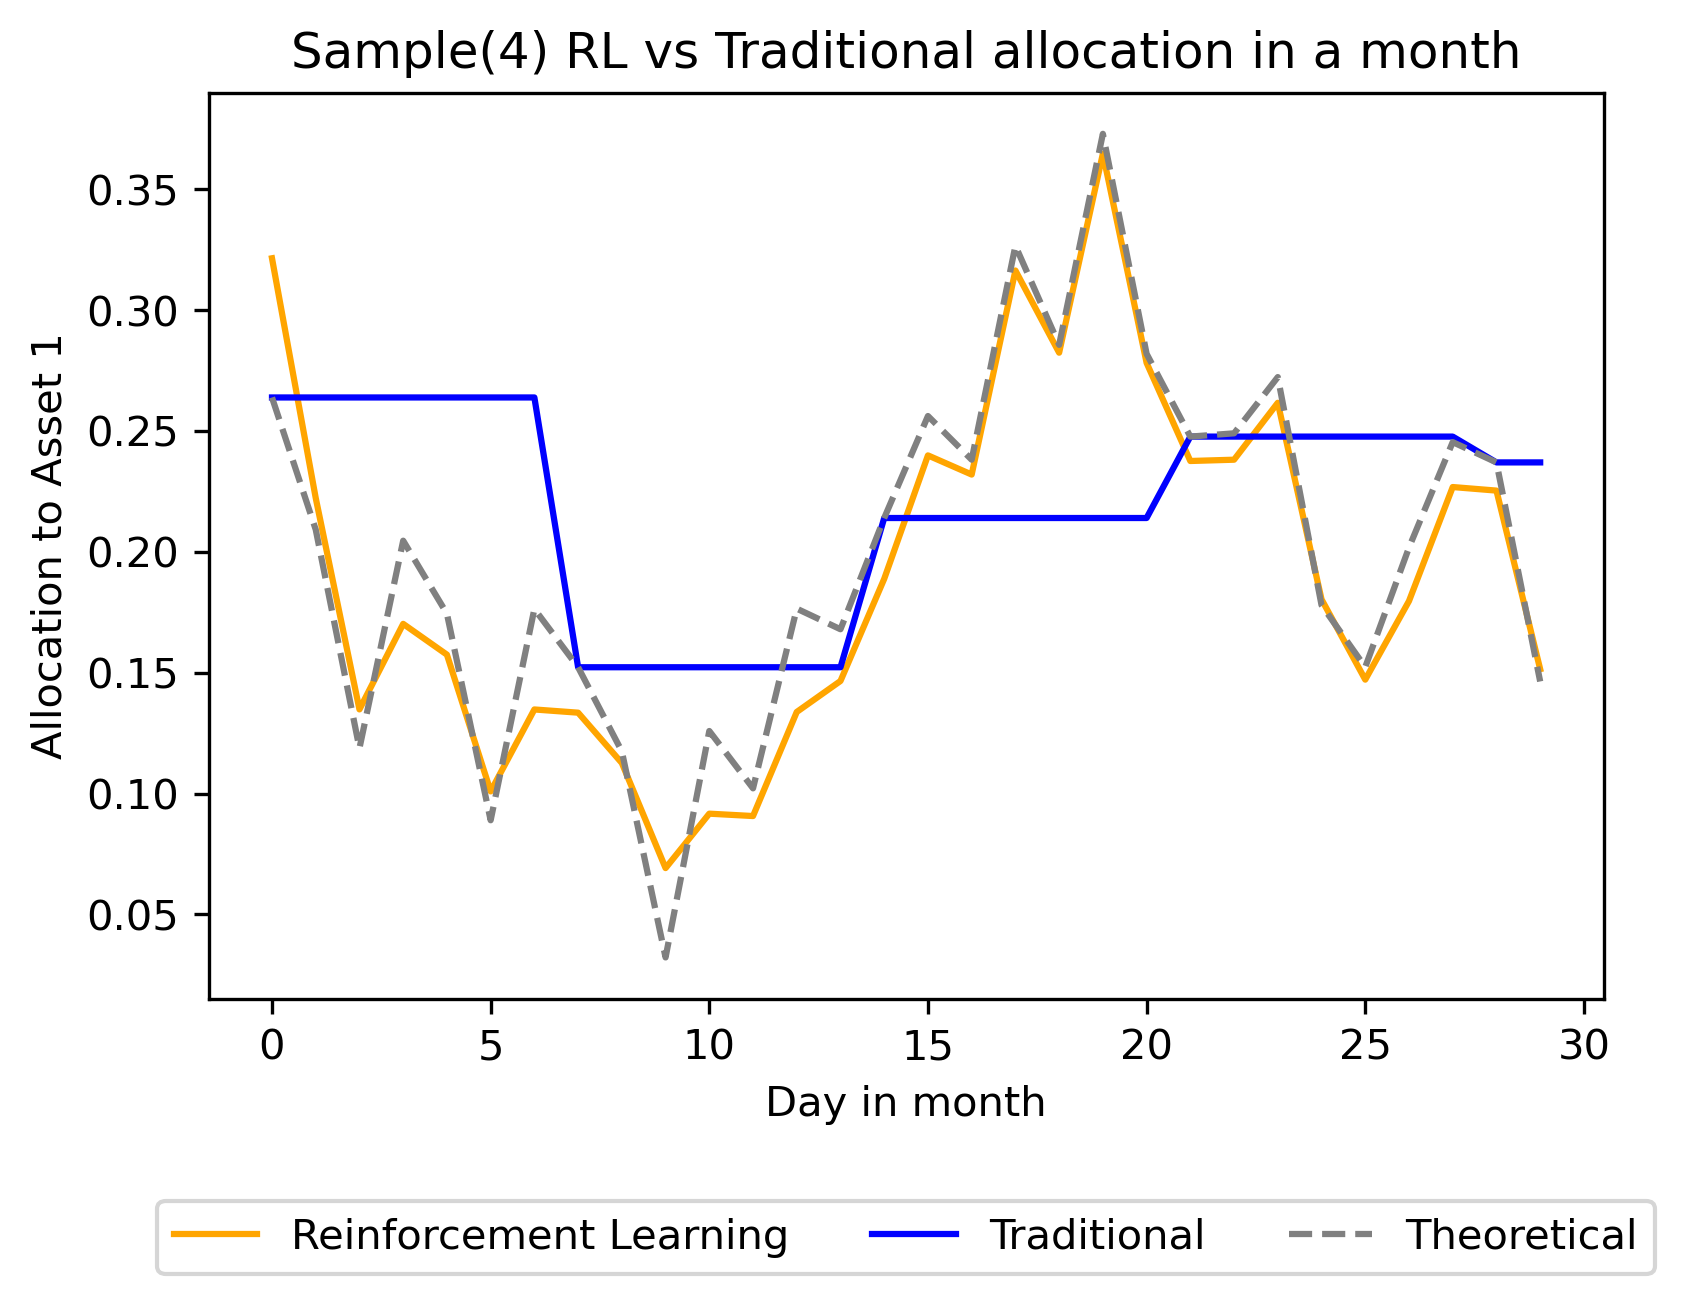 Sample(4) RL vs Traditional allocation in a month
Allocation to Asset 1
0.35
0.30
0.25
0.20
0.15
0.10
0.05
0 5 10 15 20 25 30
Day in month
Reinforcement Learning Traditional Theoretical